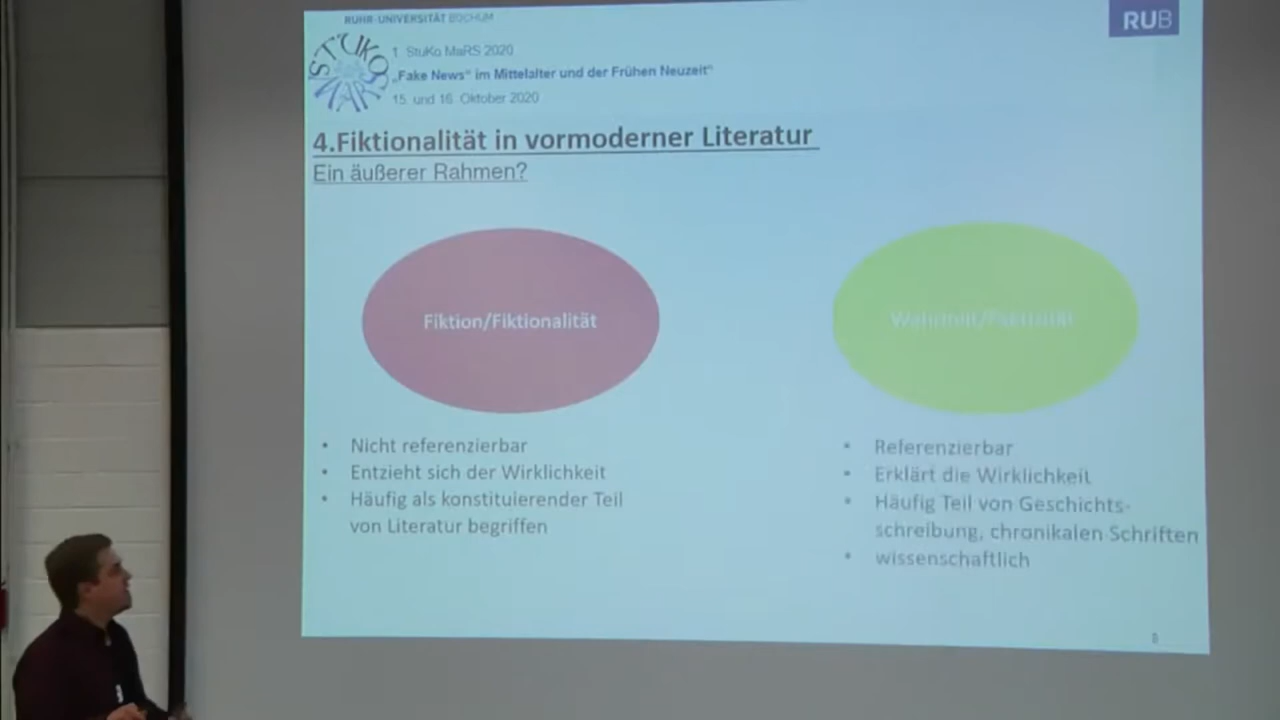 RUHR-UNIVERSITÄT BOCHUM
RUB
STUKO MARS
1. StuKo MaRS 2020
„Fake News“ im Mittelalter und der Frühen Neuzeit“
15. und 16. Oktober 2020
4.Fiktionalität in vormoderner Literatur
Ein äußerer Rahmen?
Fiktion/Fiktionalität
Wahrheit/Faktualität
• Nicht referenzierbar
• Entzieht sich der Wirklichkeit
• Häufig als konstituierender Teil
von Literatur begriffen
• Referenzierbar
• Erklärt die Wirklichkeit
• Häufig Teil von Geschichts-
schreibung, chronikalen Schriften
• wissenschaftlich